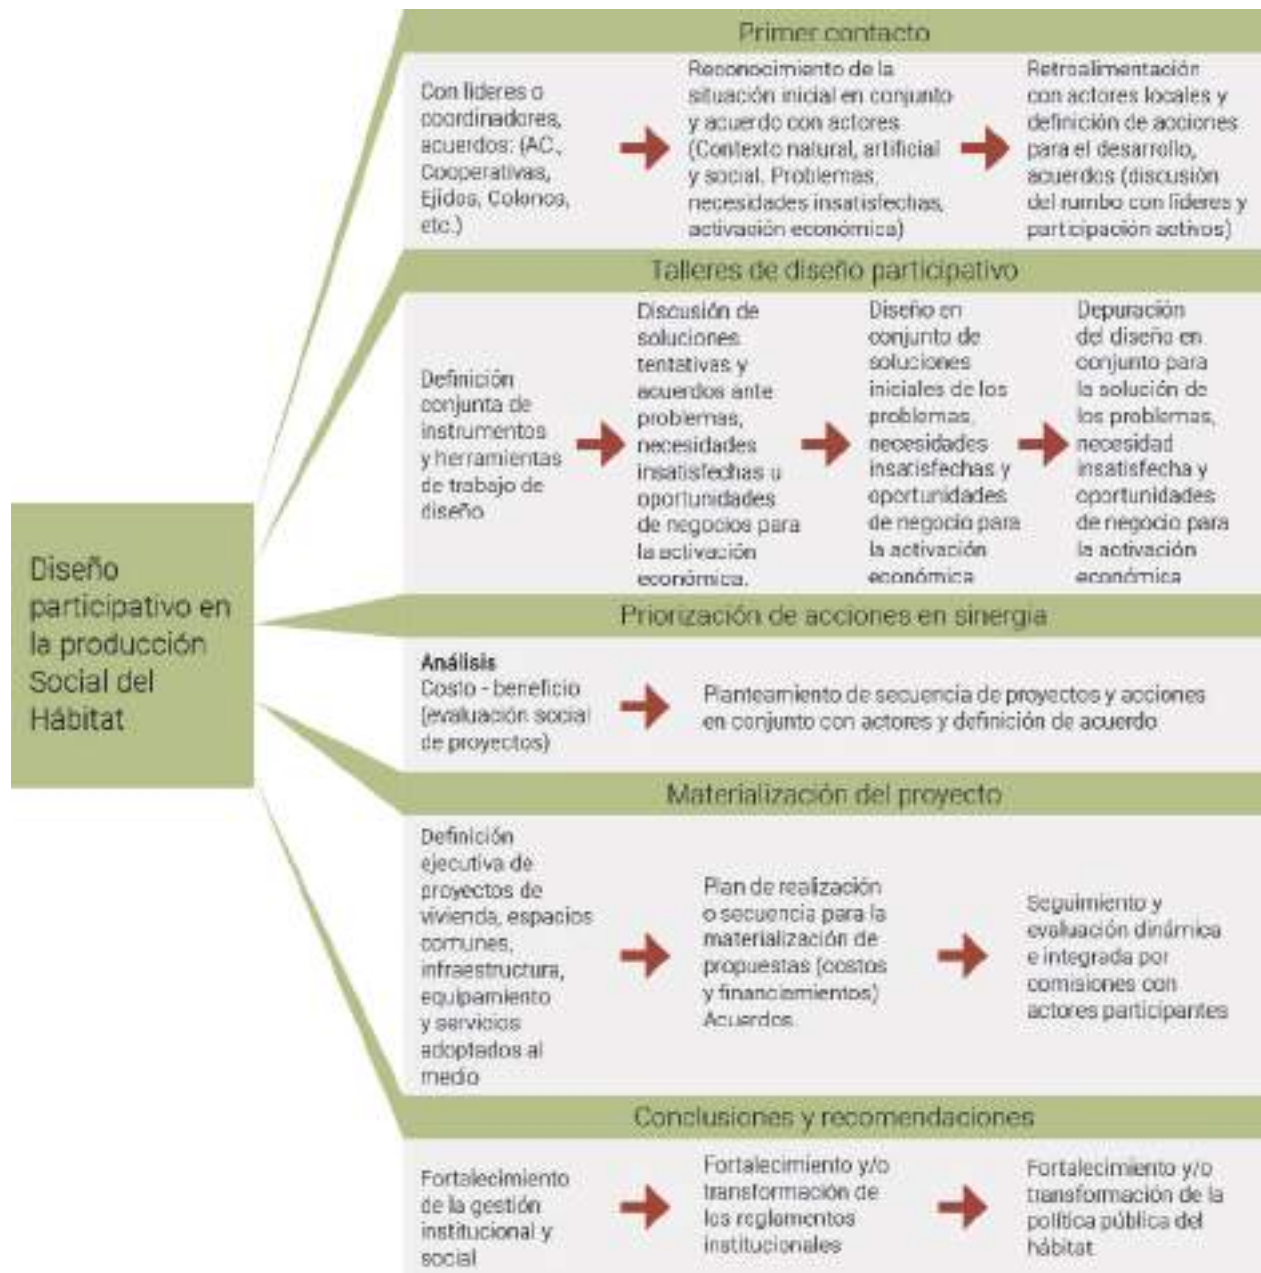 Diseño
participativo en
la producción
Social del
Hábitat
Primer contacto
Con líderes o
coordinadores,
acuerdos: (AC.,
Cooperativas,
Ejidos, Colonos,
etc.)
Reconocimiento de la
situación inicial en conjunto
y acuerdo con actores
(Contexto natural, artificial
y social. Problemas,
necesidades insatisfechas,
activación económica)
Retroalimentación
con actores locales y
definición de acciones
para el desarrollo,
acuerdos (discusión
del rumbo con líderes y
participación activos)
Talleres de diseño participativo
Definición
conjunta de
instrumentos
y herramientas
de trabajo de
diseño
Discusión de
soluciones
tentativas y
acuerdos ante
problemas,
necesidades
insatisfechas u
oportunidades
de negocios para
la activación
económica.
Diseño en
conjunto de
soluciones
iniciales de los
problemas,
necesidades
insatisfechas y
oportunidades
de negocio para
la activación
económica
Depuración
del diseño en
conjunto para
la solución de
los problemas,
necesidad
insatisfecha y
oportunidades
de negocio para
la activación
económica
Priorización de acciones en sinergia
Análisis
Costo - beneficio
(evaluación social
de proyectos)
Planteamiento de secuencia de proyectos y acciones
en conjunto con actores y definición de acuerdo
Materialización del proyecto
Definición
ejecutiva de
proyectos de
vivienda, espacios
comunes,
infraestructura,
equipamiento
y servicios
adoptados al
medio
Plan de realización
o secuencia para la
materialización de
propuestas (costos
y financiamientos)
Acuerdos.
Seguimiento y
evaluación dinámica
e integrada por
comisiones con
actores participantes
Conclusiones y recomendaciones
Fortalecimiento
de la gestión
institucional y
social
Fortalecimiento y/o
transformación de
los reglamentos
institucionales
Fortalecimiento y/o
transformación de la
política pública del
hábitat